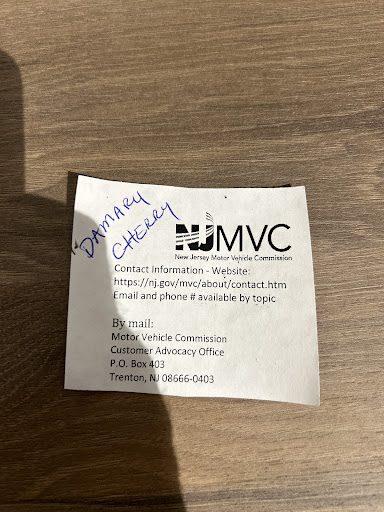 DAMARY
CHERRY
NJMVC
New Jersey Motor Vehicle Commission
Contact Information - Website:
https://nj.gov/mvc/about/contact.htm
Email and phone # available by topic
By mail:
Motor Vehicle Commission
Customer Advocacy Office
P.O. Box 403
Trenton, NJ 08666-0403